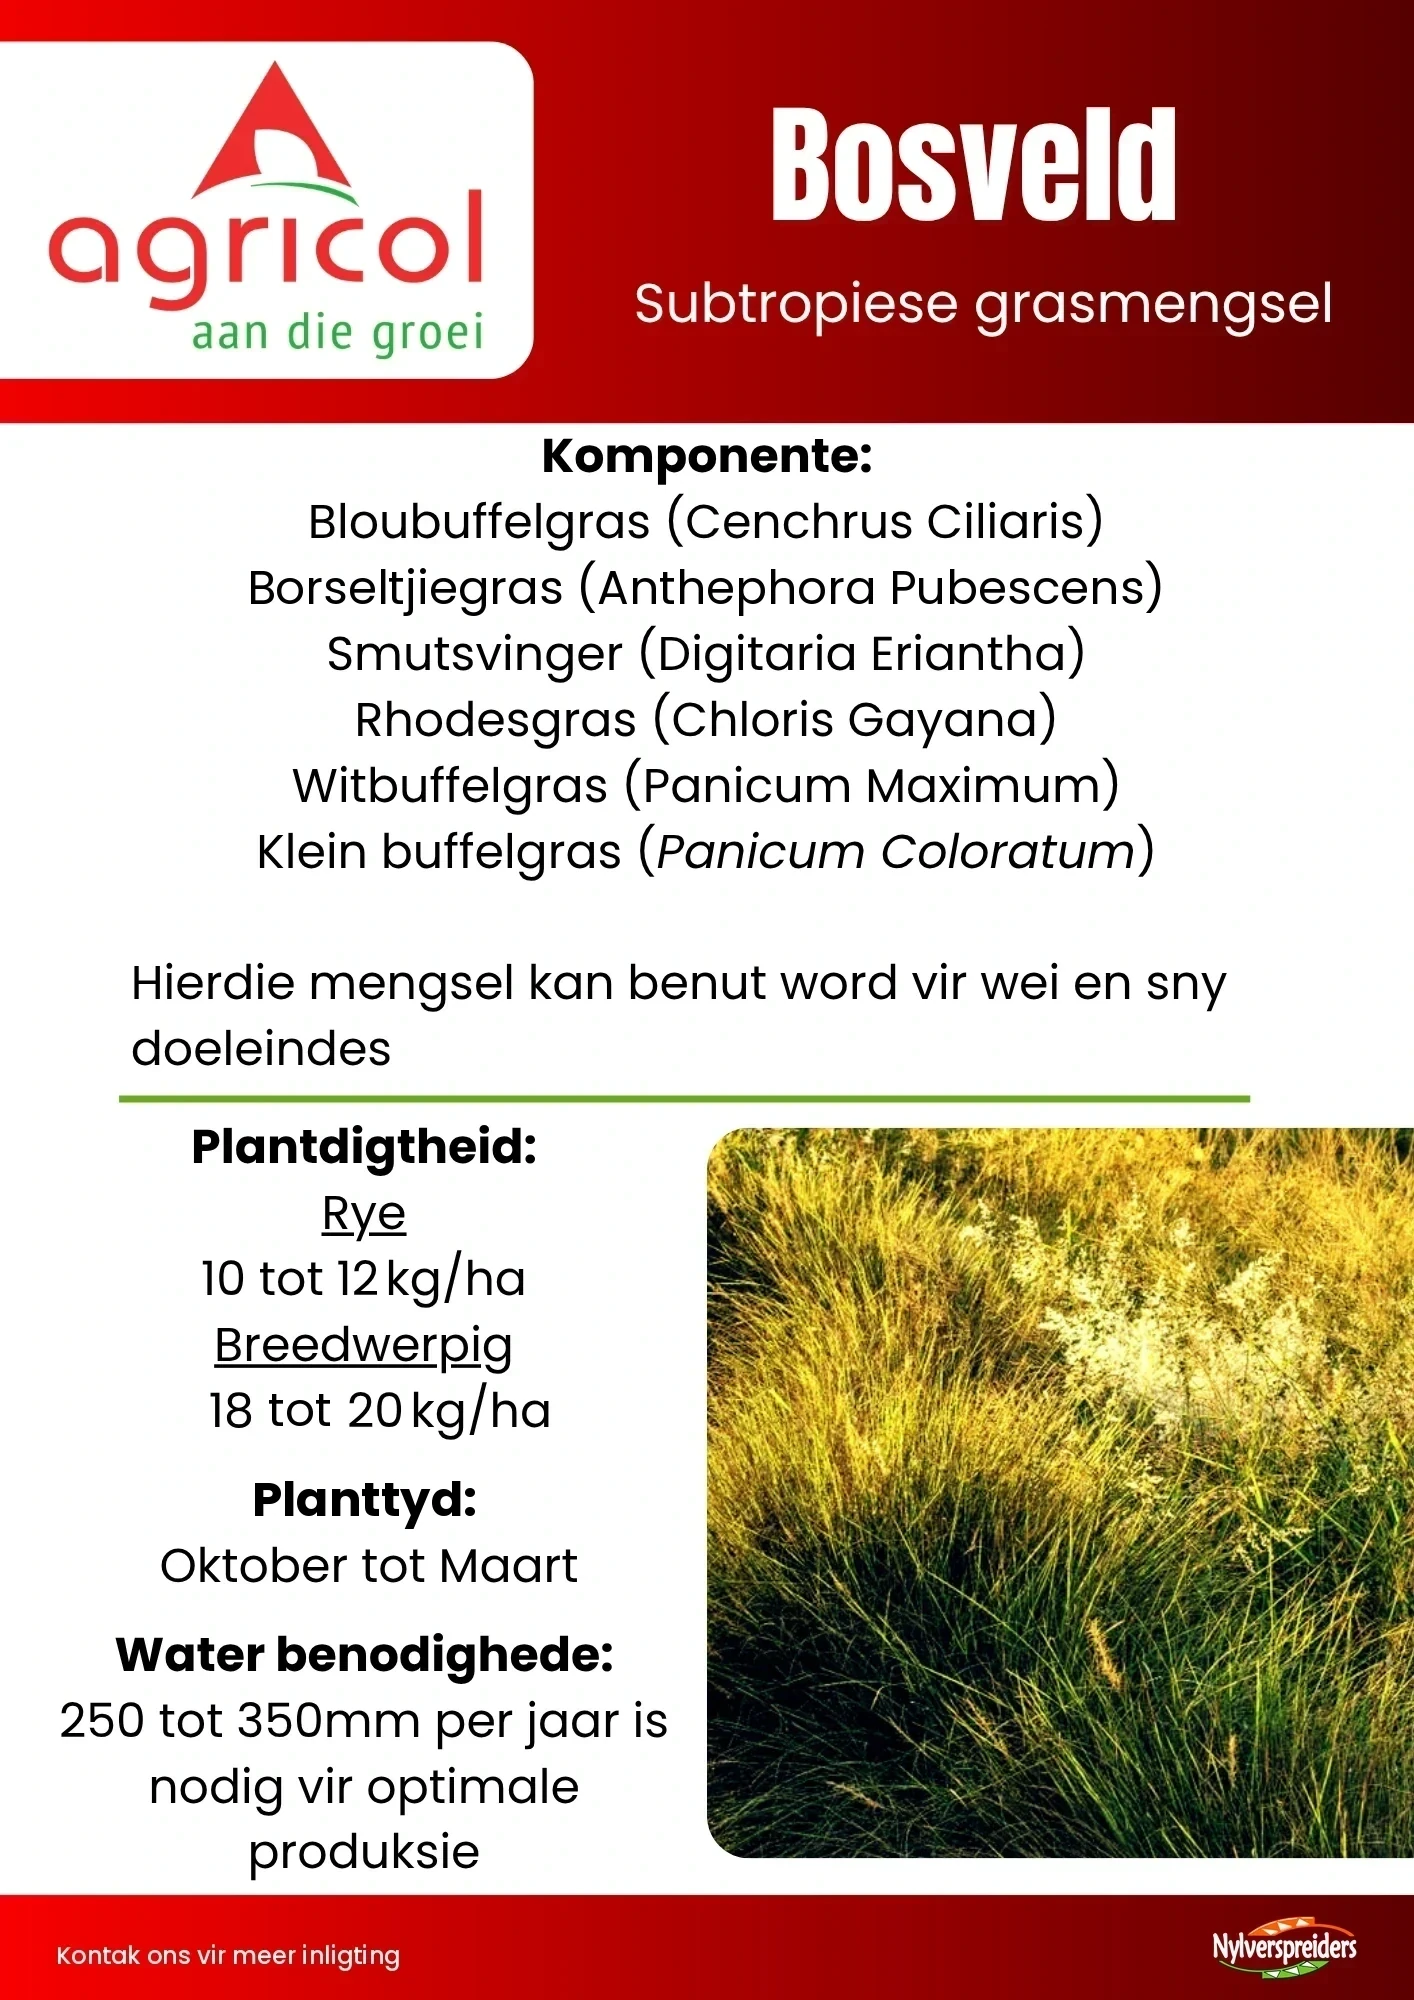 agricol
aan die groei
Bosveld
Subtropiese grasmengsel
Komponente:
Bloubuffelgras (Cenchrus Ciliaris)
Borseltjiegras (Anthephora Pubescens)
Smutsvinger (Digitaria Eriantha)
Rhodesgras (Chloris Gayana)
Witbuffelgras (Panicum Maximum)
Klein buffelgras (Panicum Coloratum)
Hierdie mengsel kan benut word vir wei en sny
doeleindes
Plantdigtheid:
Rye
10 tot 12 kg/ha
Breedwerpig
18 tot 20 kg/ha
Planttyd:
Oktober tot Maart
Water benodighede:
250 tot 350mm per jaar is
nodig vir optimale
produksie
Kontak ons vir meer inligting
Nylverspreiders